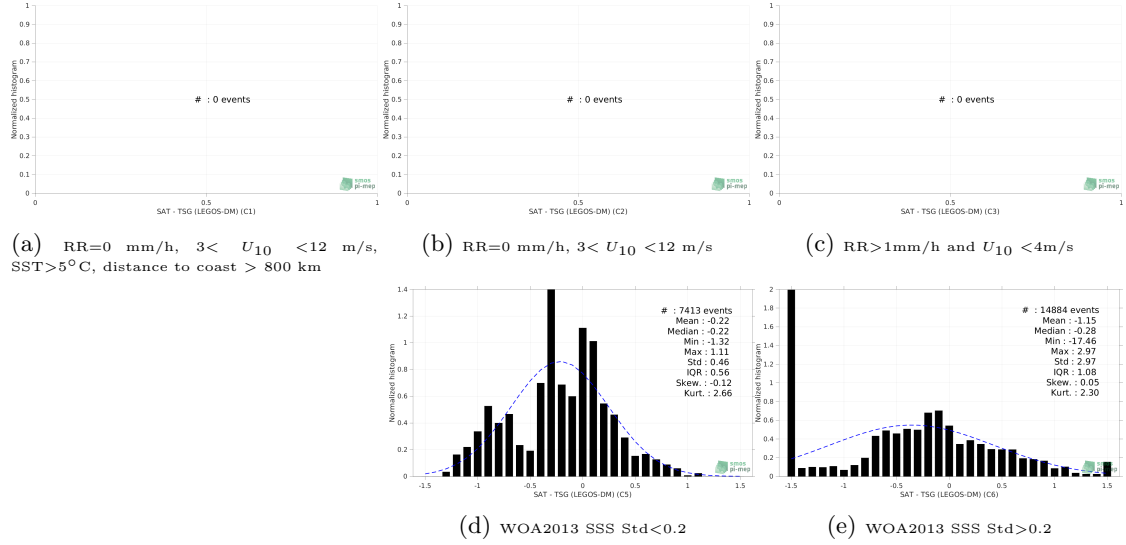 1
0.9
0.8
0.7
0.6
0.5
0.4
0.3
0.2
0.1
0
Normalized histogram
# : 0 events
smos
pi-mep
0 0.5 1
SAT - TSG (LEGOS-DM) (C1)
1
0.9
0.8
0.7
0.6
0.5
0.4
0.3
0.2
0.1
0
Normalized histogram
# : 0 events
smos
pi-mep
0 0.5 1
SAT - TSG (LEGOS-DM) (C2)
1
0.9
0.8
0.7
0.6
0.5
0.4
0.3
0.2
0.1
0
Normalized histogram
# : 0 events
smos
pi-mep
0 0.5 1
SAT - TSG (LEGOS-DM) (C3)
(a) RR=0 mm/h, 3< U10 <12 m/s,
SST>5°C, distance to coast > 800 km
(b) RR=0 mm/h, 3< U10 <12 m/s
(c) RR>1mm/h and U10 <4m/s
1.4
1.2
1
0.8
0.6
0.4
0.2
0
Normalized histogram
# : 7413 events
Mean : -0.22
Median : -0.22
Min : -1.32
Max : 1.11
Std : 0.46
IQR : 0.56
Skew. : -0.12
Kurt. : 2.66
smos
pi-mep
-1.5 -1 -0.5 0 0.5 1 1.5
SAT - TSG (LEGOS-DM) (C5)
2
1.8
1.6
1.4
1.2
1
0.8
0.6
0.4
0.2
0
Normalized histogram
# : 14884 events
Mean : -1.15
Median : -0.28
Min : -17.46
Max : 2.97
Std : 2.97
IQR : 1.08
Skew. : 0.05
Kurt. : 2.30
smos
pi-mep
-1.5 -1 -0.5 0 0.5 1 1.5
SAT - TSG (LEGOS-DM) (C6)
(d) WOA2013 SSS Std<0.2
(e) WOA2013 SSS Std>0.2